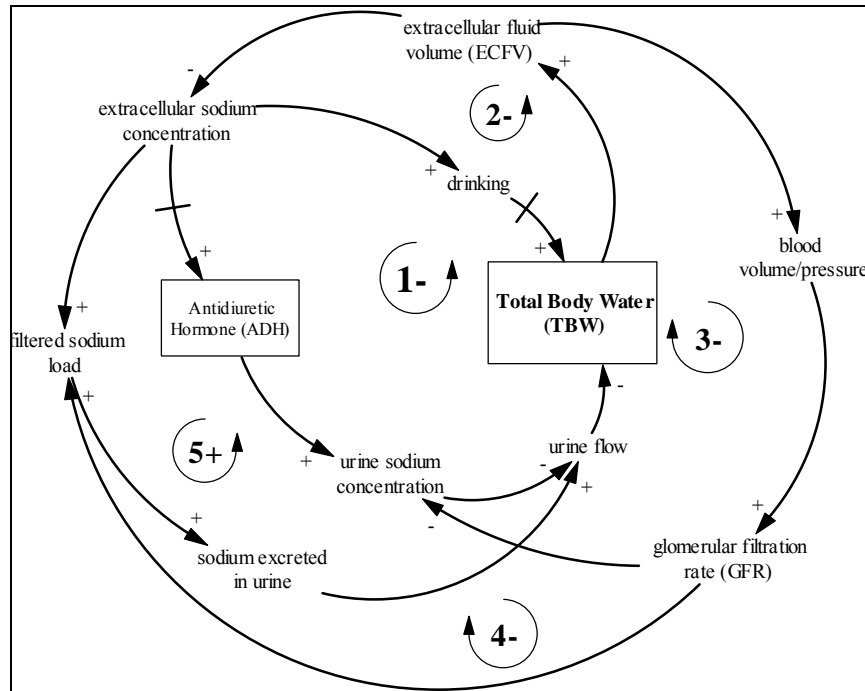 extracellular fluid
volume (ECFV)
-
+
2-
extracellular sodium
concentration
+
drinking
+
+
+
blood
volume/pressure
1-
Antidiuretic
Hormone (ADH)
Total Body Water
(TBW)
3-
+
filtered sodium
load
+
-
5+
+
urine sodium
concentration
-
urine flow
+
-
+
+
glomerular filtration
rate (GFR)
sodium excreted
in urine
4-